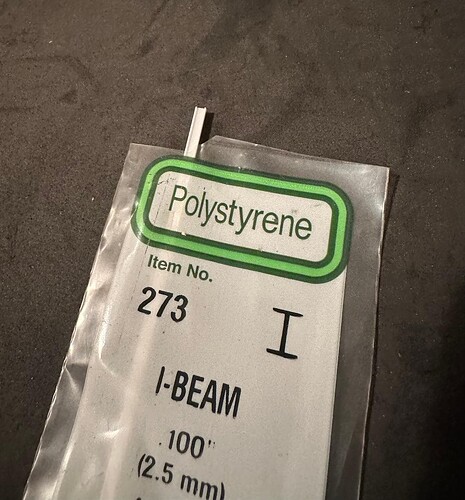 Polystyrene
Item No.
273
I-BEAM
.100"
(2.5 mm)